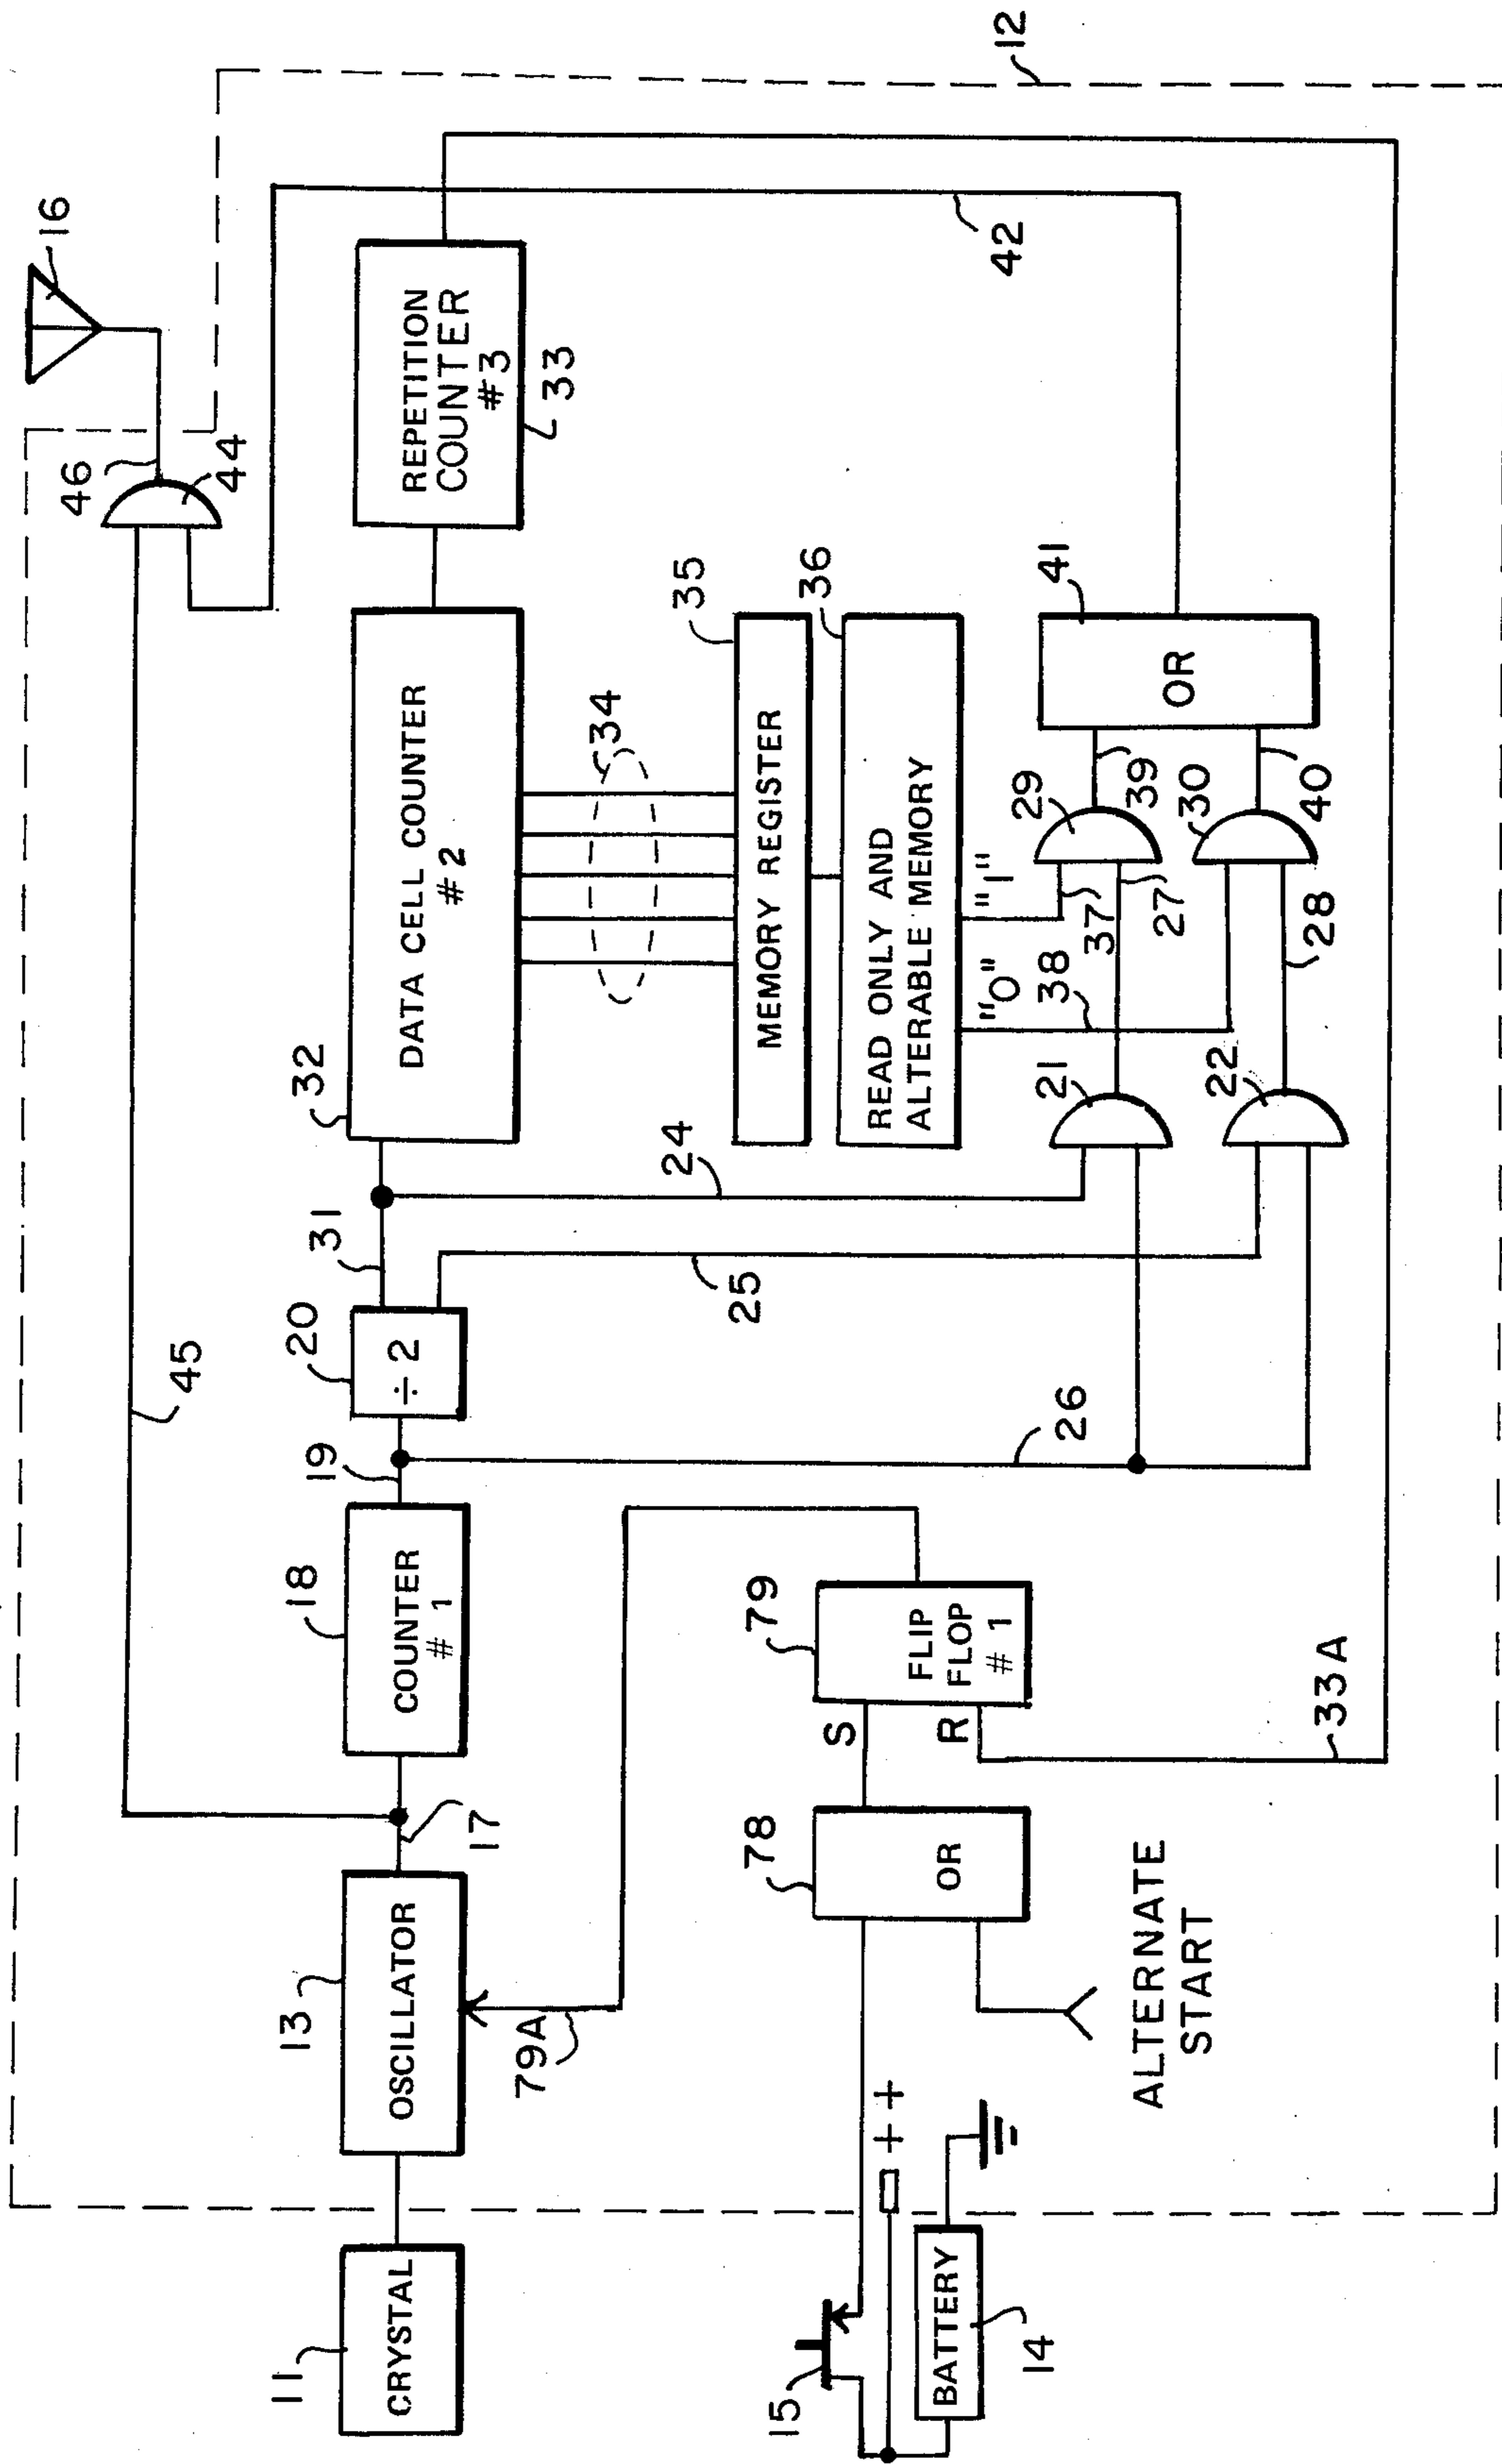 12
16
46
44
45
REPETITION
COUNTER
#3
33
42
32
DATA CELL COUNTER
#2
34
35
MEMORY REGISTER
36
READ ONLY AND
ALTERABLE MEMORY
"1"
"0"
37
38
29
39
27
30
40
28
41
OR
21
22
24
25
31
20
÷ 2
19
26
18
COUNTER
# 1
17
13
OSCILLATOR
79A
11
CRYSTAL
79
FLIP
FLOP
# 1
S
R
33A
78
OR
ALTERNATE
START
15
++
BATTERY
14